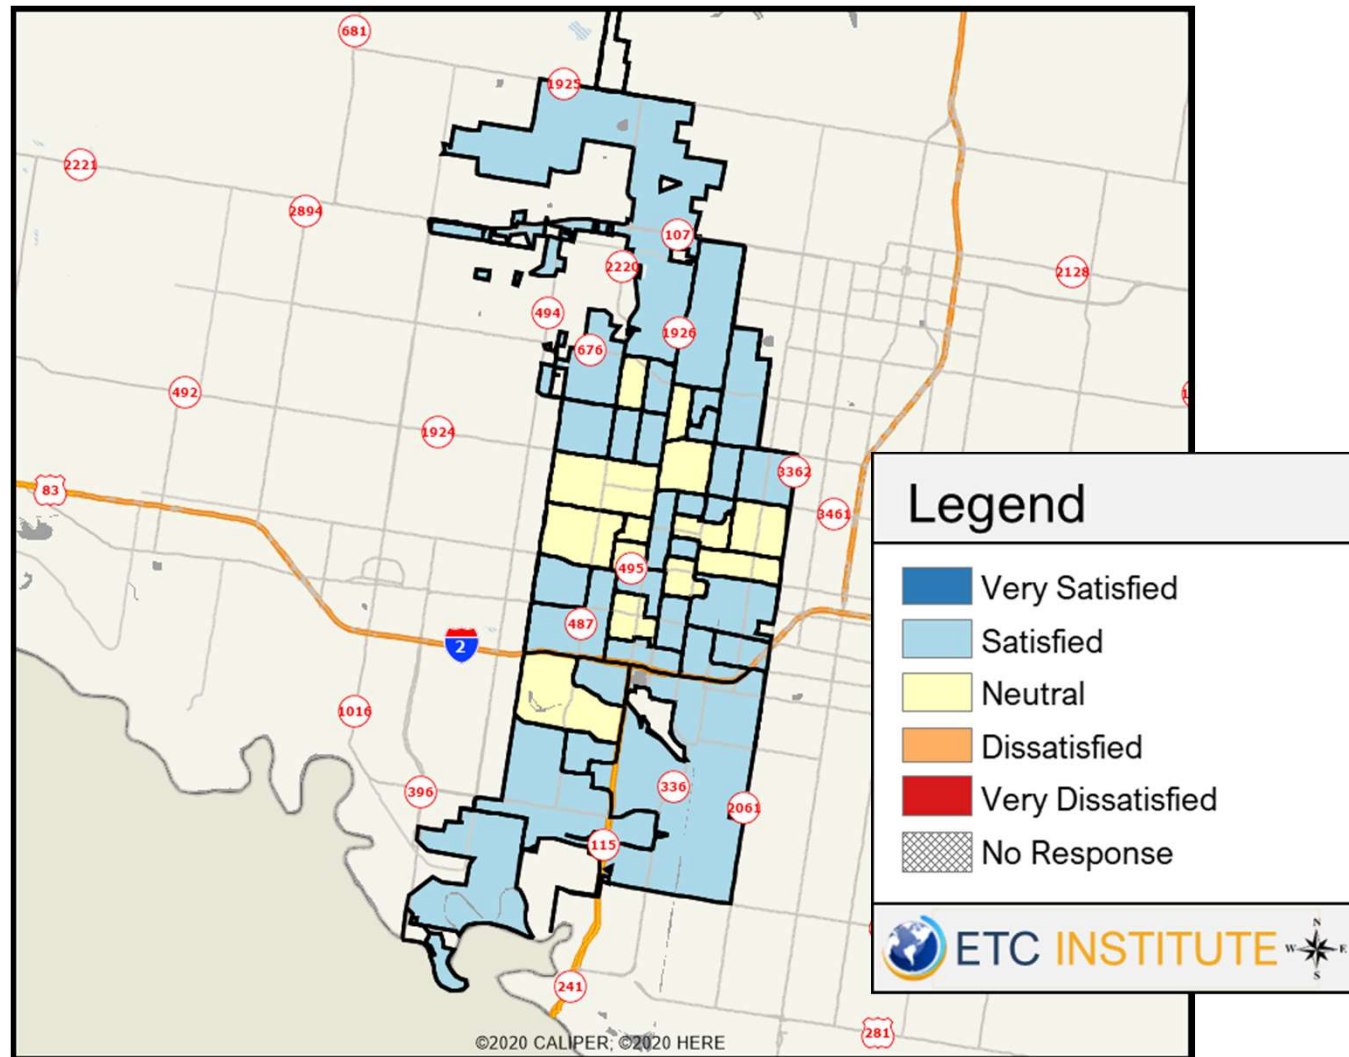 681
1925
2221
2894
107
2220
2128
494
1926
676
492
1924
3362
83
3461
495
487
2
1016
336
396
2061
115
241
281
Legend
Very Satisfied
Satisfied
Neutral
Dissatisfied
Very Dissatisfied
No Response
ETC INSTITUTE
N
W E
S
©2020 CALIPER; ©2020 HERE